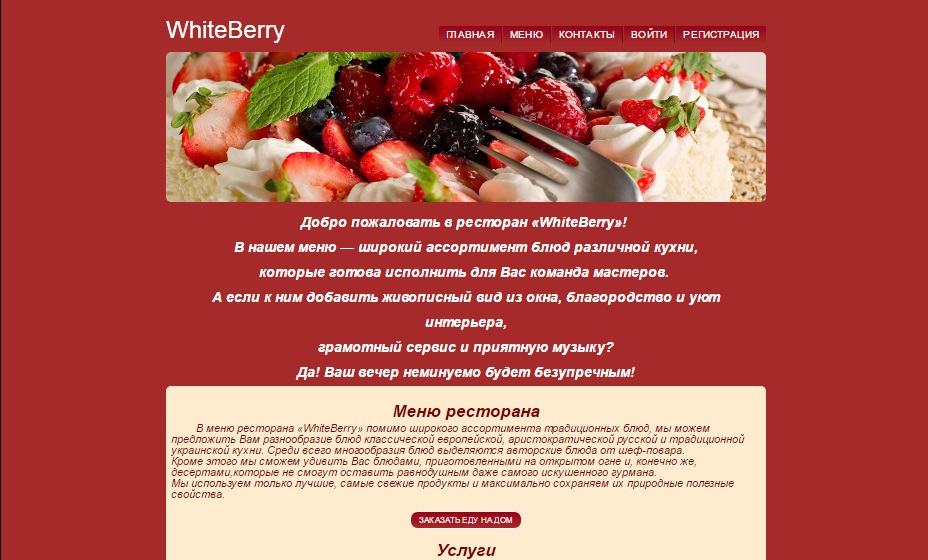 WhiteBerry
ГЛАВНАЯ МЕНЮ КОНТАКТЫ ВОЙТИ РЕГИСТРАЦИЯ
Добро пожаловать в ресторан «WhiteBerry»!
В нашем меню — широкий ассортимент блюд различной кухни,
которые готова исполнить для Вас команда мастеров.
А если к ним добавить живописный вид из окна, благородство и уют
интерьера,
грамотный сервис и приятную музыку?
Да! Ваш вечер неминуемо будет безупречным!
Меню ресторана
В меню ресторана «WhiteBerry» помимо широкого ассортимента традиционных блюд, мы можем
предложить Вам разнообразие блюд классической европейской, аристократической русской и традиционной
украинской кухни. Среди всего многообразия блюд выделяются авторские блюда от шеф-повара.
Кроме этого мы сможем удивить Вас блюдами, приготовленными на открытом огне и, конечно же,
десертами,которые не смогут оставить равнодушным даже самого искушенного гурмана.
Мы используем только лучшие, самые свежие продукты и максимально сохраняем их природные полезные
свойства.
ЗАКАЗАТЬ ЕДУ НА ДОМ
Услуги